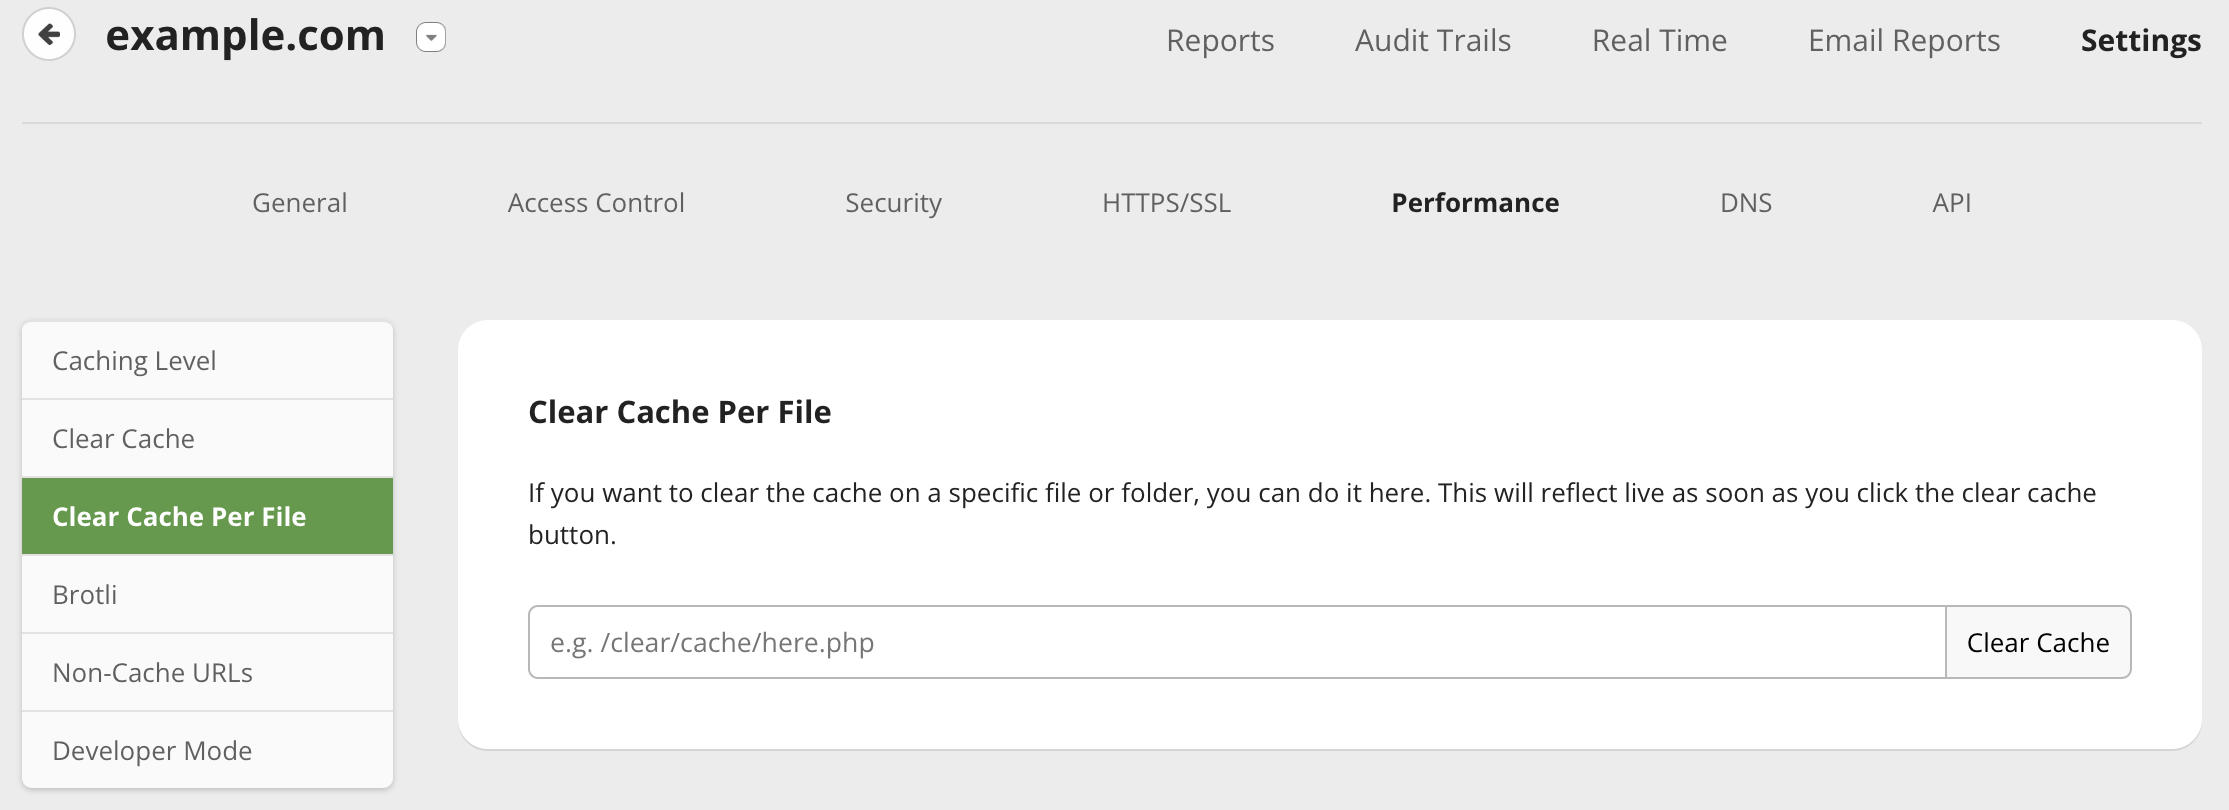 example.com
Reports Audit Trails Real Time Email Reports Settings
General Access Control Security HTTPS/SSL Performance DNS API
Caching Level
Clear Cache
Clear Cache Per File
Brotli
Non-Cache URLs
Developer Mode
Clear Cache Per File
If you want to clear the cache on a specific file or folder, you can do it here. This will reflect live as soon as you click the clear cache
button.
e.g. /clear/cache/here.php Clear Cache